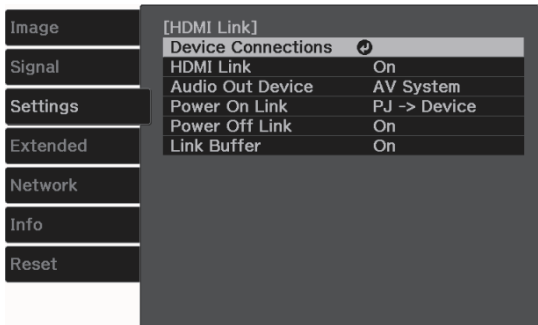 Image
Signal
Settings
Extended
Network
Info
Reset
[HDMI Link]
Device Connections
HDMI Link On
Audio Out Device AV System
Power On Link PJ -> Device
Power Off Link On
Link Buffer On